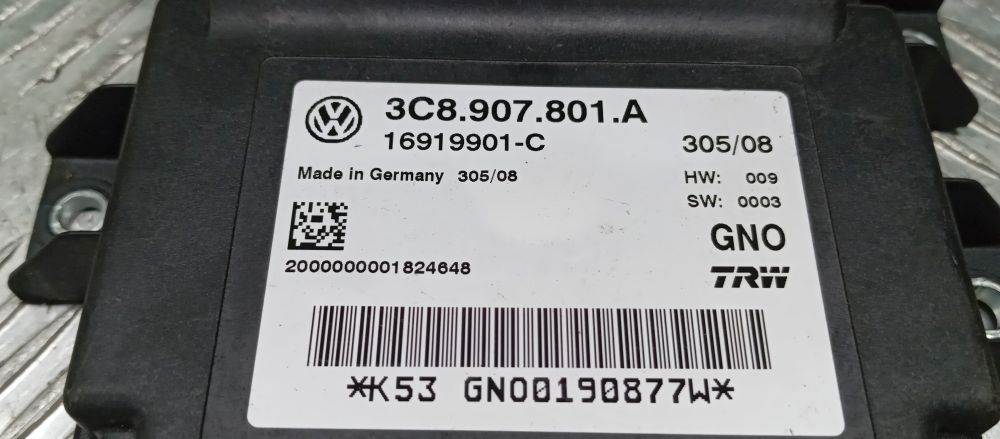 3C8.907.801.A
16919901-C 305/08
Made in Germany 305/08 HW: 009
SW: 0003
GNO
2000000001824648 TRW
*K53 GNO0190877W*